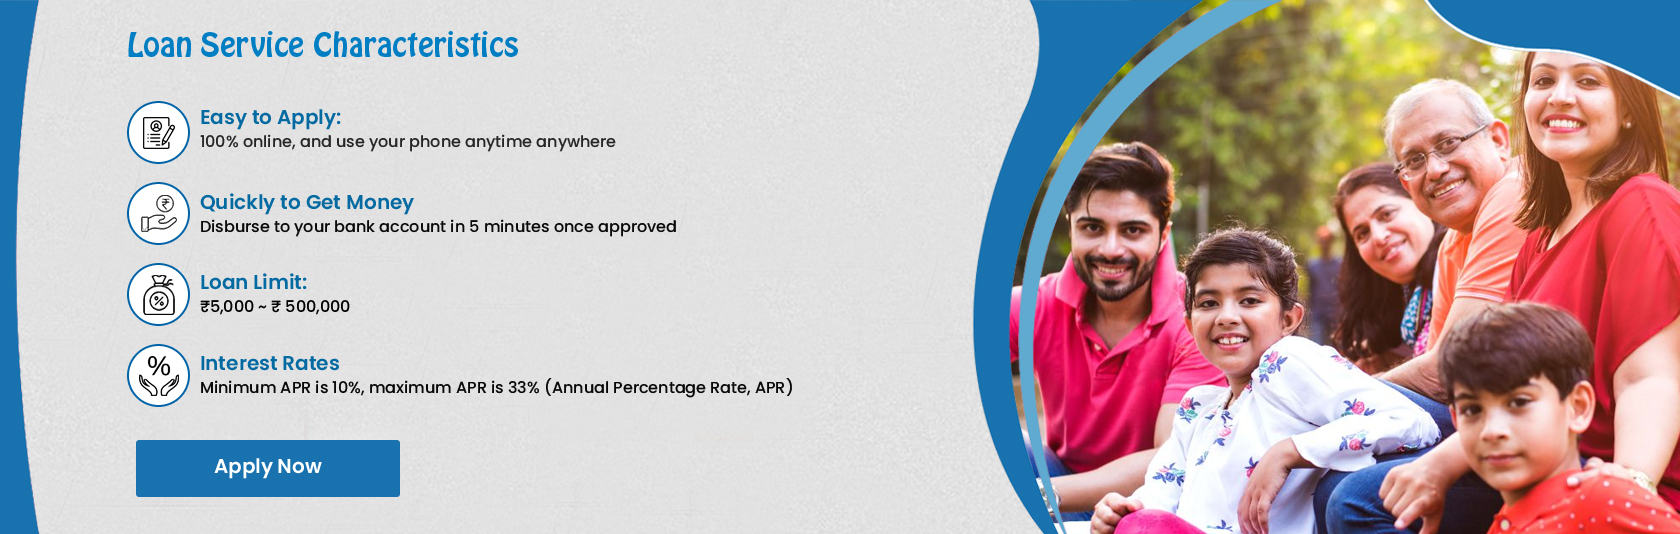 Loan Service Characteristics
Easy to Apply:
100% online, and use your phone anytime anywhere
Quickly to Get Money
Disburse to your bank account in 5 minutes once approved
Loan Limit:
₹5,000 ~ ₹ 500,000
%
Interest Rates
Minimum APR is 10%, maximum APR is 33% (Annual Percentage Rate, APR)
Apply Now